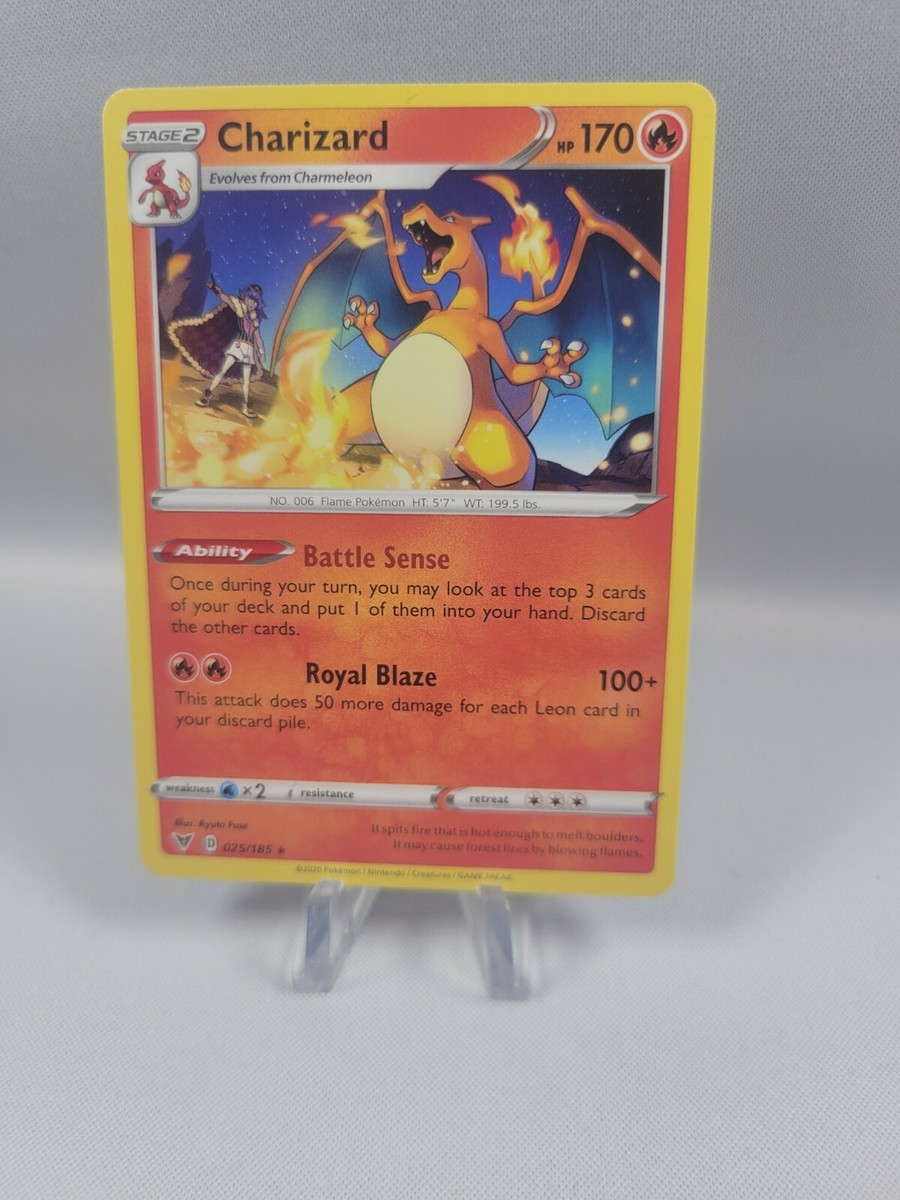 STAGE2 Charizard HP 170
Evolves from Charmeleon
NO. 006 Flame Pokémon HT: 5'7" WT: 199.5 lbs.
Ability Battle Sense
Once during your turn, you may look at the top 3 cards
of your deck and put 1 of them into your hand. Discard
the other cards.
Royal Blaze 100+
This attack does 50 more damage for each Leon card in
your discard pile.
weakness ×2 resistance retreat
Illus. Ryuto Fuse
D 025/185 ★
It spits fire that is hot enough to melt boulders.
It may cause forest fires by blowing flames.
©2020 Pokémon / Nintendo / Creatures / GAME FREAK